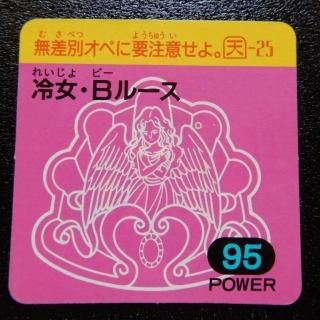 むさべつ ようちゅうい
無差別オペに要注意せよ。天-25
れいじょ ビー
冷女・Bルース
95
POWER